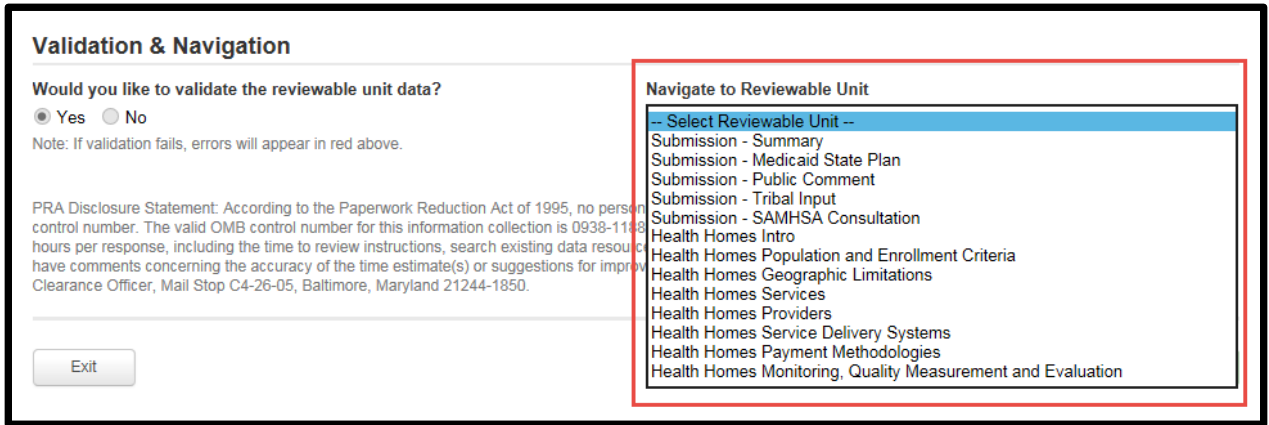 Validation & Navigation
Would you like to validate the reviewable unit data?
Yes No
Note: If validation fails, errors will appear in red above.
PRA Disclosure Statement: According to the Paperwork Reduction Act of 1995, no person
control number. The valid OMB control number for this information collection is 0938-1188
hours per response, including the time to review instructions, search existing data
have comments concerning the accuracy of the time estimate(s) or suggestions for
Clearance Officer, Mail Stop C4-26-05, Baltimore, Maryland 21244-1850.
Exit
Navigate to Reviewable Unit
-- Select Reviewable Unit --
Submission - Summary
Submission - Medicaid State Plan
Submission - Public Comment
Submission - Tribal Input
Submission - SAMHSA Consultation
Health Homes Intro
Health Homes Population and Enrollment Criteria
Health Homes Geographic Limitations
Health Homes Services
Health Homes Providers
Health Homes Service Delivery Systems
Health Homes Payment Methodologies
Health Homes Monitoring, Quality Measurement and Evaluation